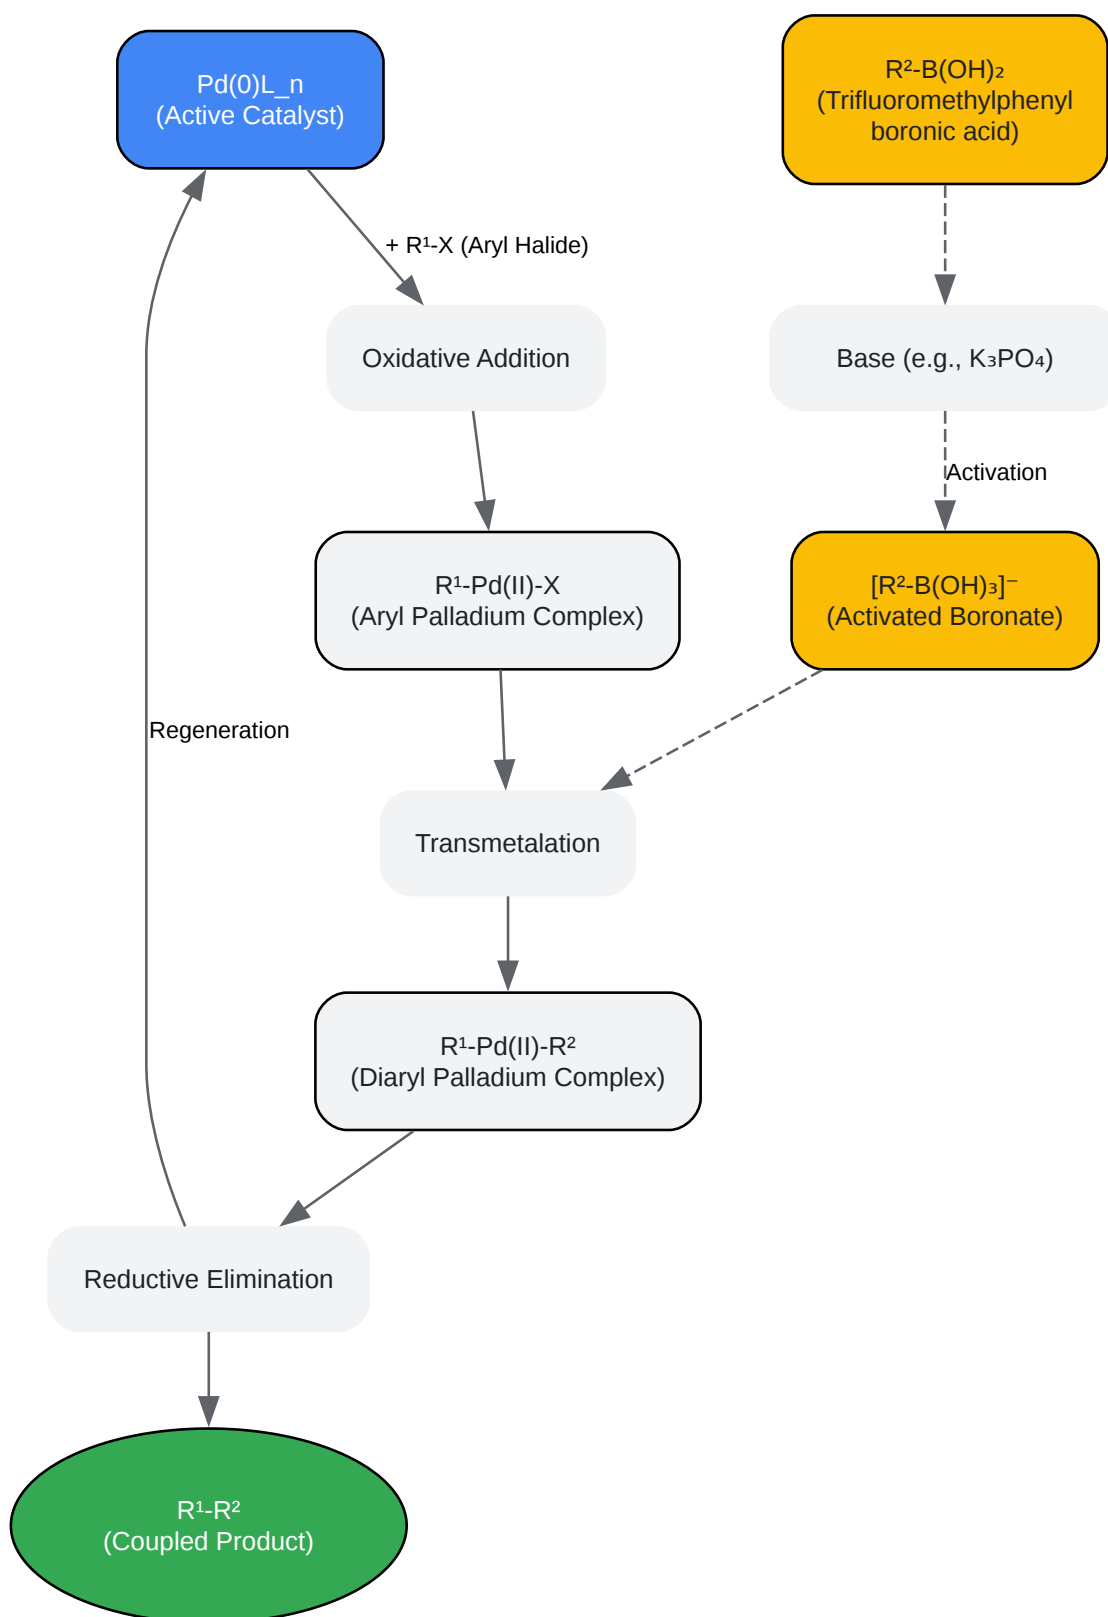 Pd(0)L_n
(Active Catalyst)
R²-B(OH)₂
(Trifluoromethylphenyl
boronic acid)
+ R¹-X (Aryl Halide)
Oxidative Addition
Base (e.g., K₃PO₄)
Activation
R¹-Pd(II)-X
(Aryl Palladium Complex)
[R²-B(OH)₃]⁻
(Activated Boronate)
Regeneration
Transmetalation
R¹-Pd(II)-R²
(Diaryl Palladium Complex)
Reductive Elimination
R¹-R²
(Coupled Product)